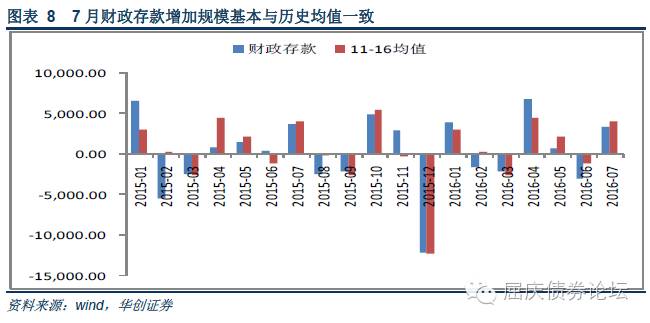 图表 8 7 月财政存款增加规模基本与历史均值一致
财政存款 11-16均值
10,000.00
5,000.00
0.00
-5,000.00
-10,000.00
-15,000.00
2015-01 2015-02 2015-03 2015-04 2015-05 2015-06 2015-07 2015-08 2015-09 2015-10 2015-11 2015-12 2016-01 2016-02 2016-03 2016-04 2016-05 2016-06 2016-07
屈庆债券论坛
资料来源：wind，华创证券